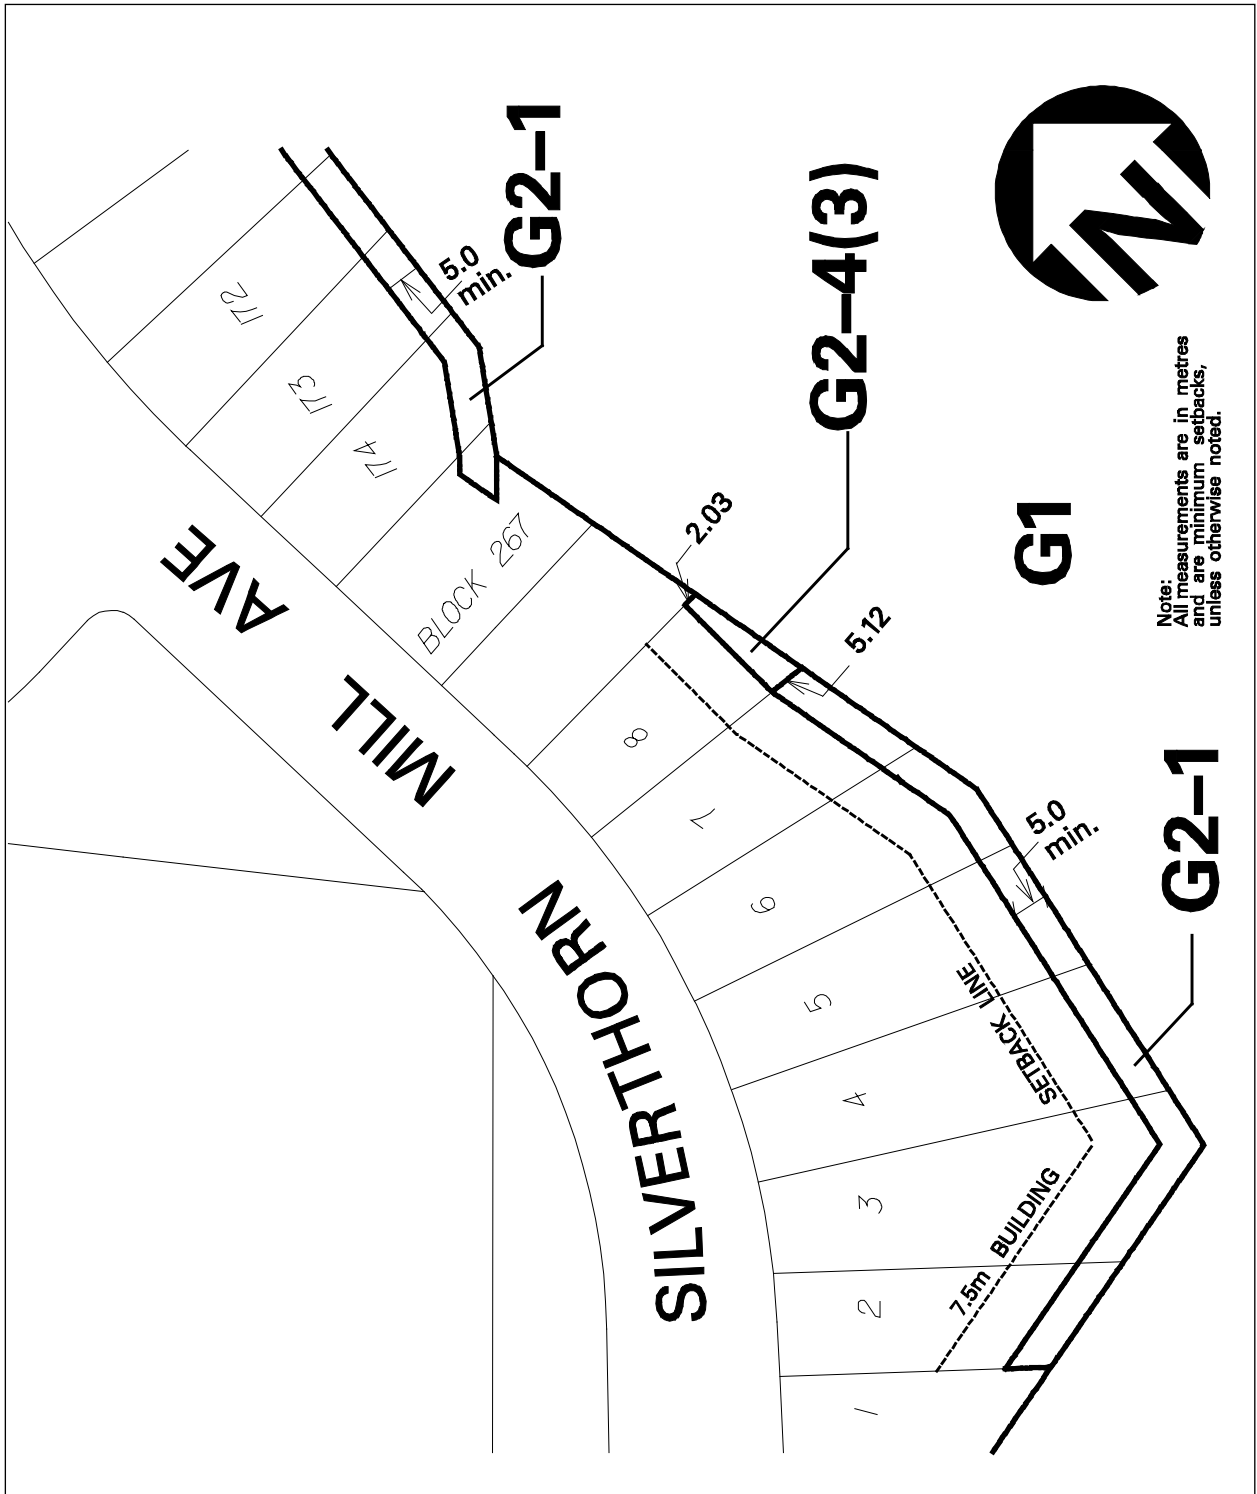 G2–1
5.0
min.
172
173
174
G2–4(3)
N
Note:
All measurements are in metres
and are minimum setbacks,
unless otherwise noted.
G1
2.03
5.12
BLOCK 267
SILVERTHORN MILL AVE
8
7
6
5
4
3
2
1
5.0
min.
G2–1
7.5m BUILDING SETBACK LINE